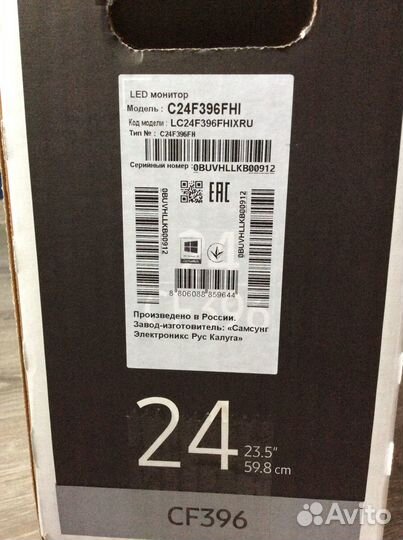 LED монитор
Модель : C24F396FHI
Код модели : LC24F396FHIXRU
Тип № : C24F396FH
Серийный номер : 0BUVHLLKB00912
0BUVHLLKB00912
0BUVHLLKB00912
EAC
8 806088 859644
Произведено в России.
Завод-изготовитель: «Самсунг
Электроникс Рус Калуга»
24
23.5"
59.8 cm
CF396
Avito